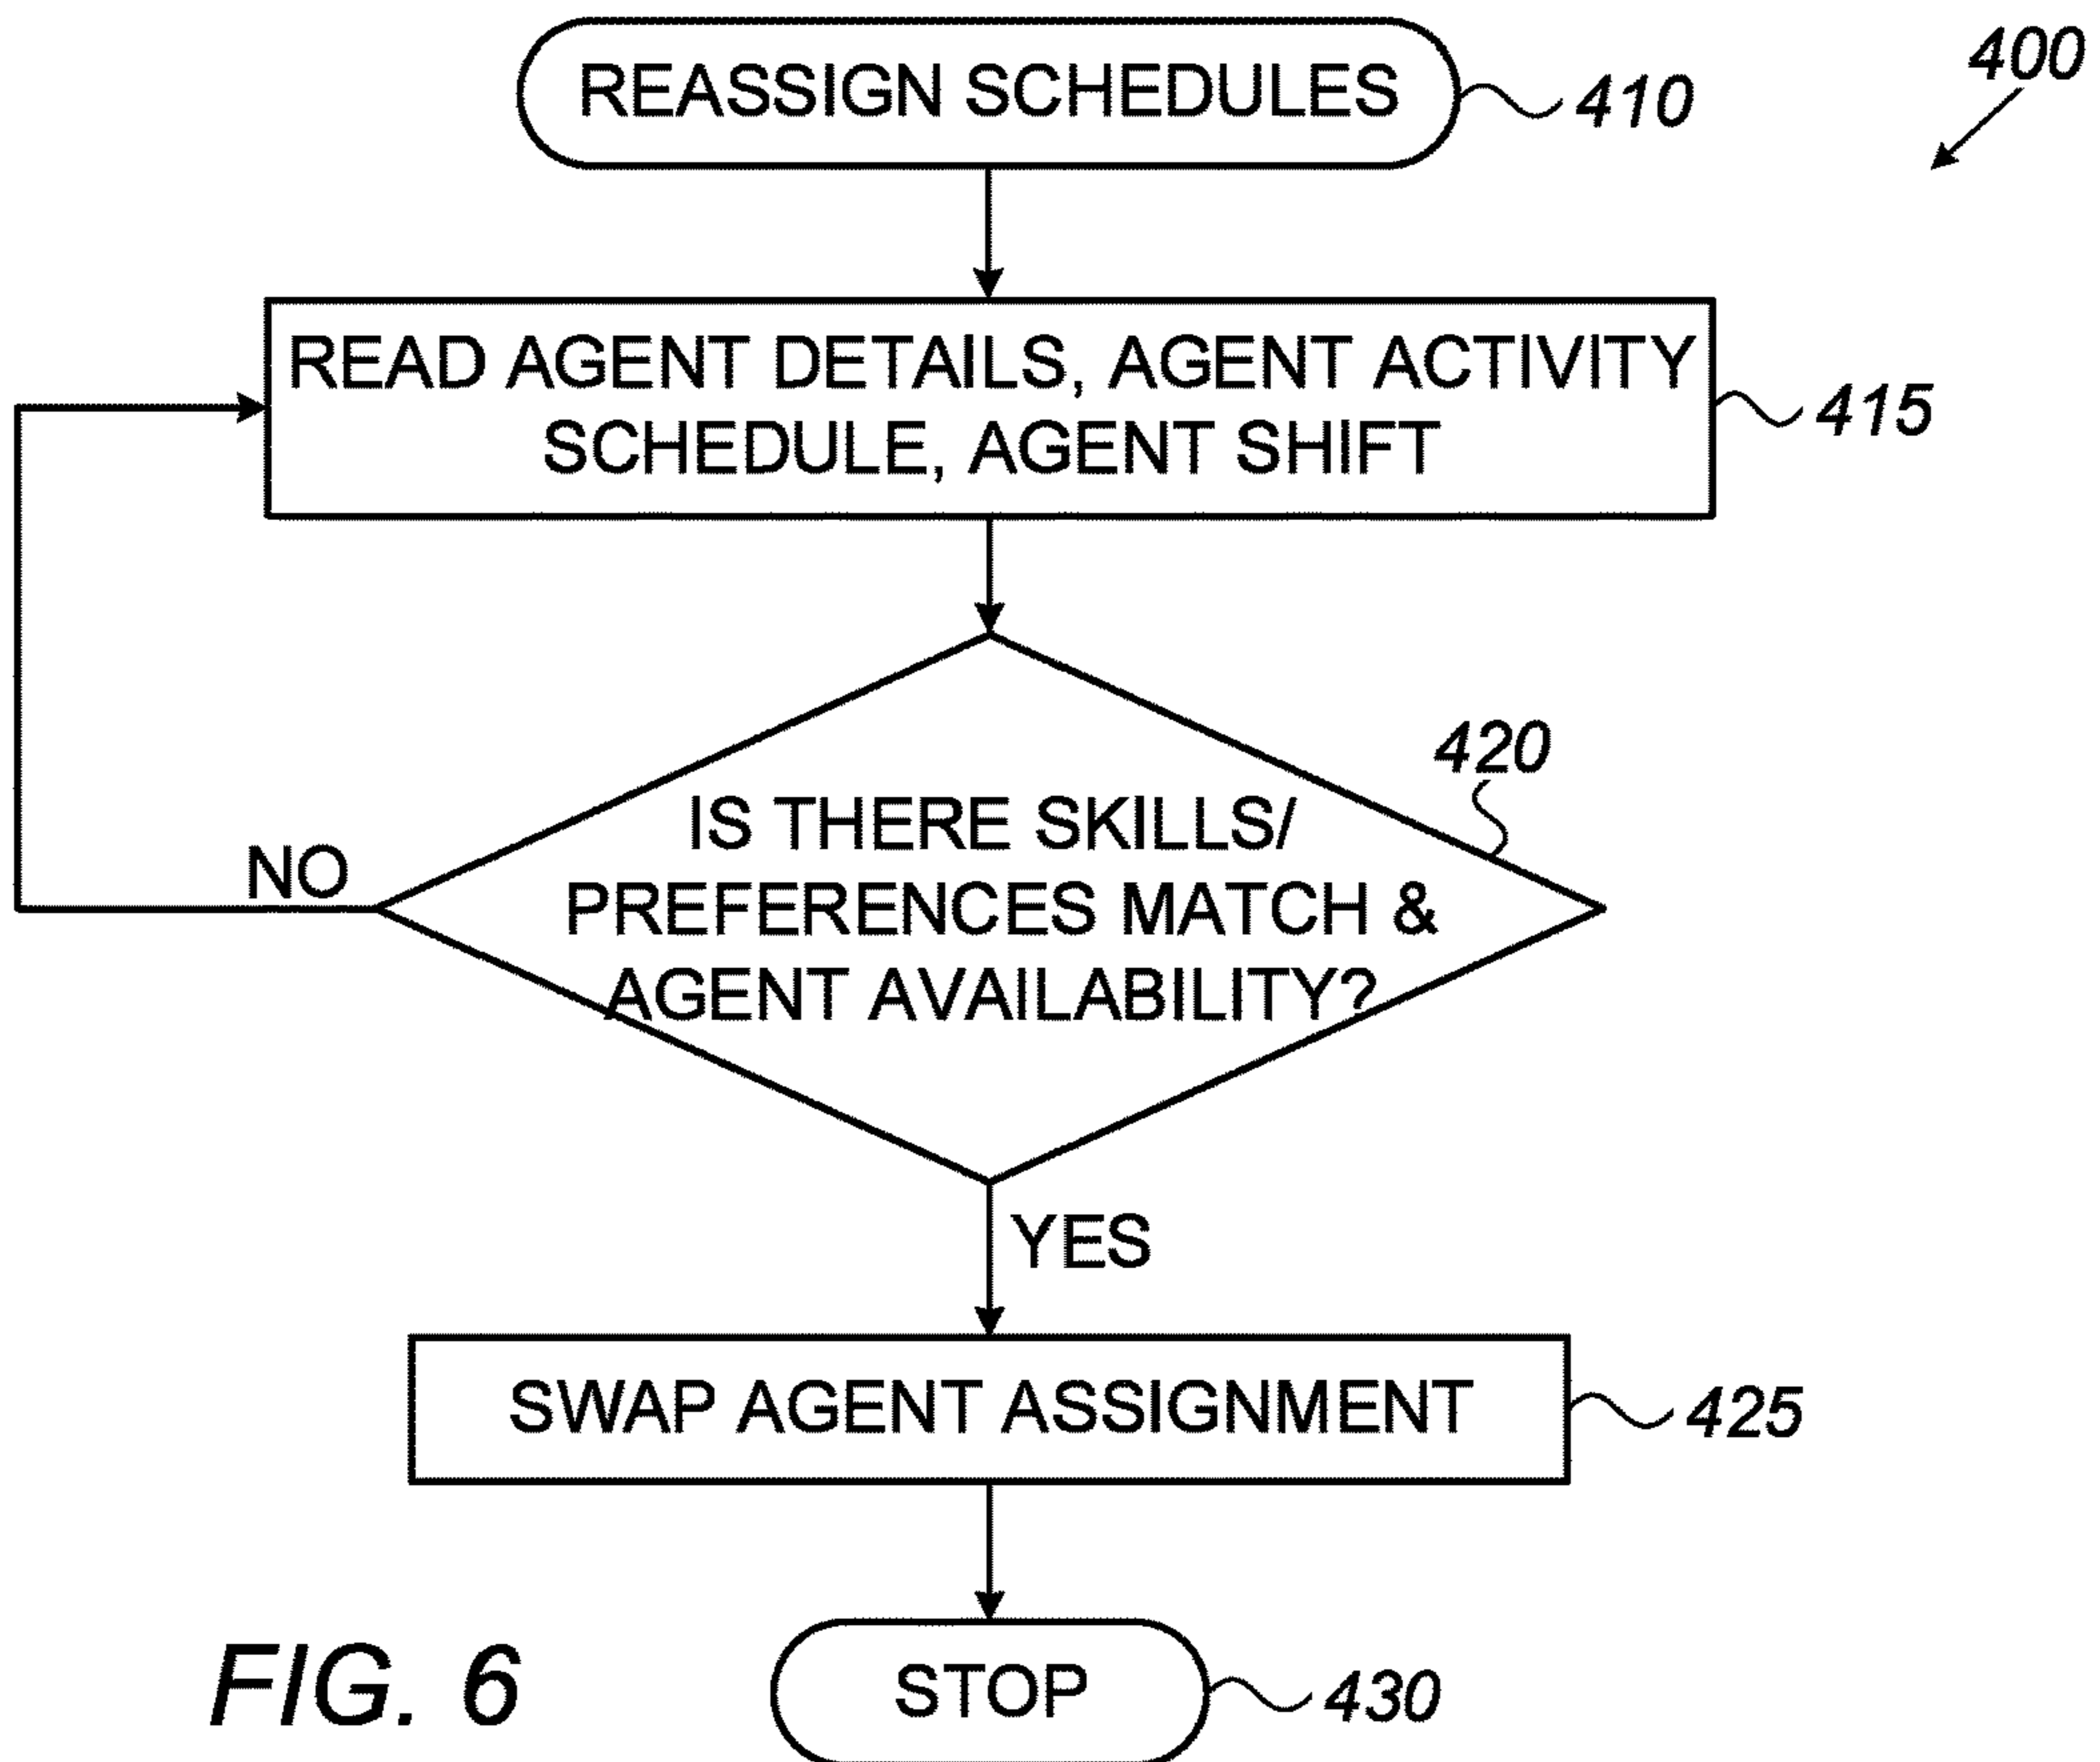 400
REASSIGN SCHEDULES
410
READ AGENT DETAILS, AGENT ACTIVITY
SCHEDULE, AGENT SHIFT
415
420
IS THERE SKILLS/
PREFERENCES MATCH &
AGENT AVAILABILITY?
NO
YES
SWAP AGENT ASSIGNMENT
425
STOP
430
FIG. 6